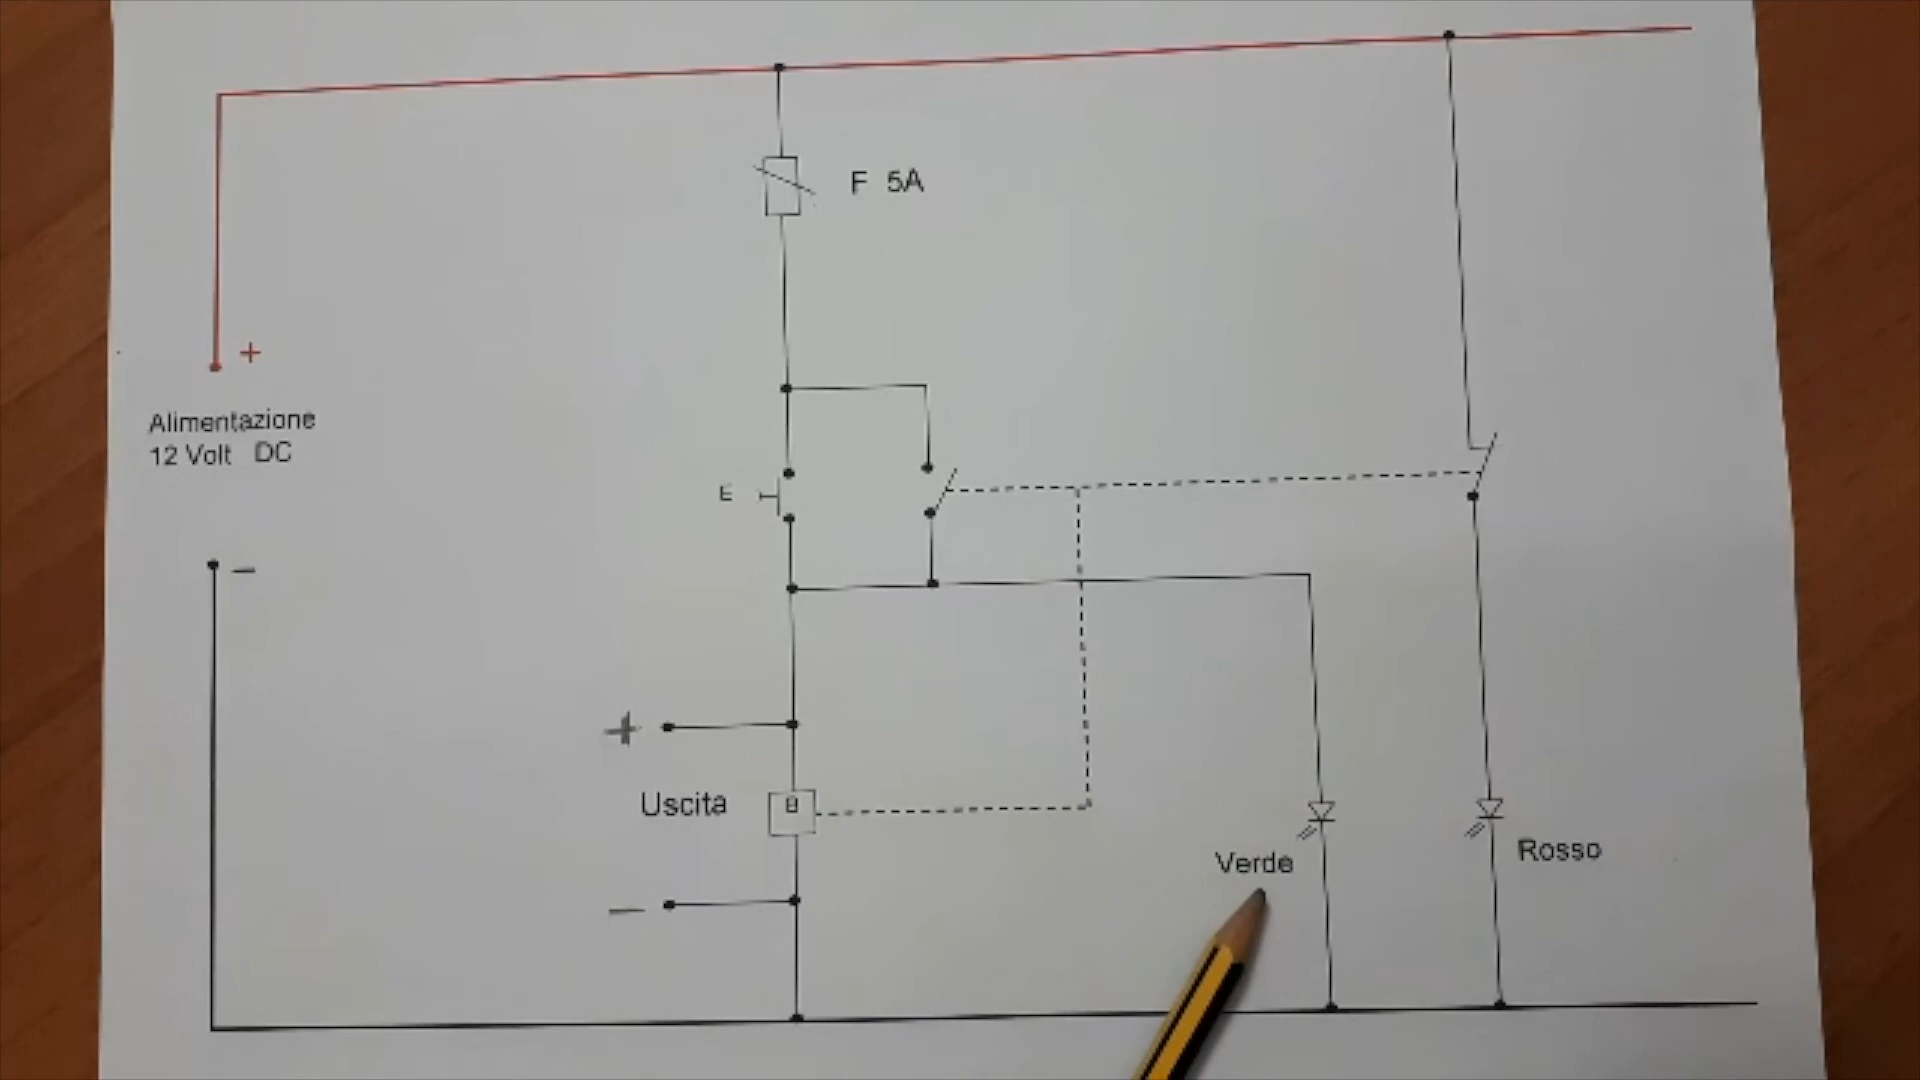 F 5A
+
Alimentazione
12 Volt DC
E
-
+
Uscita
B
-
Verde
Rosso